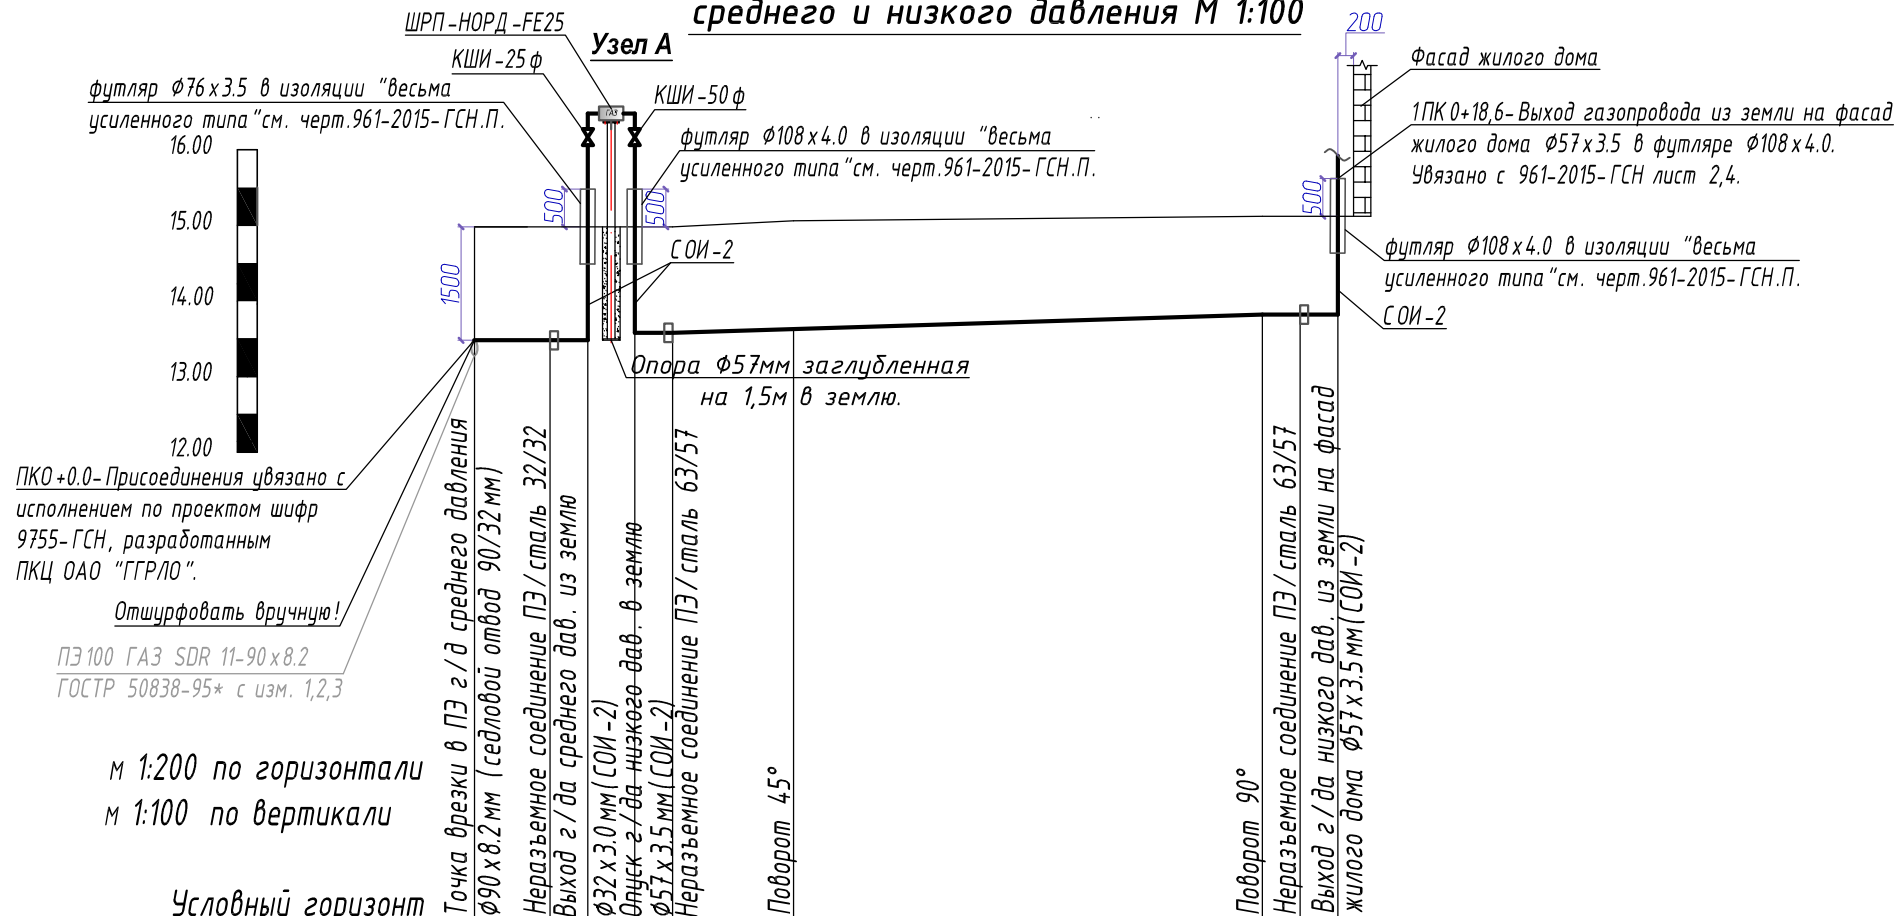 среднего и низкого давления М 1:100
ШРП-НОРД-FE25
Узел А
КШИ-25ф
футляр Ф76х3.5 в изоляции "весьма
усиленного типа"см. черт.961-2015-ГСН.П.
ГАЗ
КШИ-50ф
футляр Ф108х4.0 в изоляции "весьма
усиленного типа"см. черт.961-2015-ГСН.П.
200
Фасад жилого дома
1ПК0+18,6-Выход газопровода из земли на фасад
жилого дома Ф57х3.5 в футляре Ф108х4.0.
Увязано с 961-2015-ГСН лист 2,4.
16.00
15.00
14.00
13.00
12.00
500
500
500
1500
СОИ-2
футляр Ф108х4.0 в изоляции "весьма
усиленного типа"см. черт.961-2015-ГСН.П.
СОИ-2
Опора Ф57мм заглубленная
на 1,5м в землю.
ПК0+0.0-Присоединения увязано с
исполнением по проектом шифр
9755-ГСН, разработанным
ПКЦ ОАО "ГГРЛО".
Отшурфовать вручную!
ПЭ100 ГАЗ SDR 11-90х8.2
ГОСТР 50838-95* с изм. 1,2,3
м 1:200 по горизонтали
м 1:100 по вертикали
Условный горизонт
Точка врезки в ПЭ г/д среднего давления
Ф90х8.2мм (седловой отвод 90/32мм)
Неразъемное соединение ПЭ/сталь 32/32
Выход г/да среднего дав. из землю
Ф32х3.0мм(СОИ-2)
Опуск г/да низкого дав. в землю
Ф57х3.5мм(СОИ-2)
Неразъемное соединение ПЭ/сталь 63/57
Поворот 45°
Поворот 90°
Неразъемное соединение ПЭ/сталь 63/57
Выход г/да низкого дав. из земли на фасад
жилого дома Ф57х3.5мм(СОИ-2)